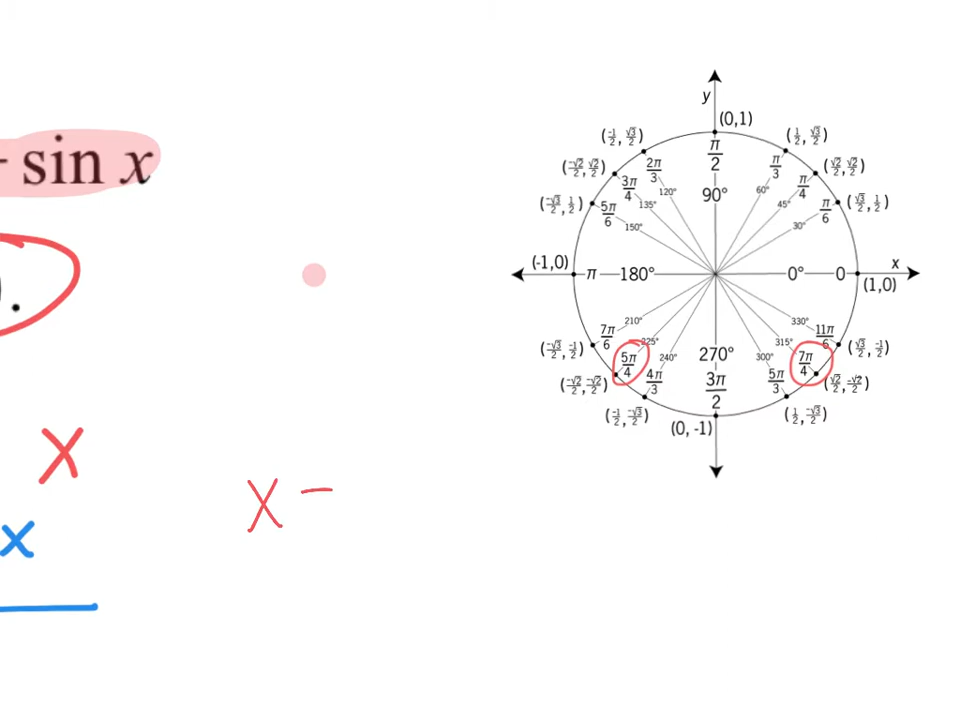 - sin x
.
x
x
x -
y
(0,1)
(-1/2, √3/2)
(1/2, √3/2)
(-√2/2, √2/2)
2π/3
π/2
π/3
(√2/2, √2/2)
3π/4
120°
90°
60°
π/4
(-√3/2, 1/2)
5π/6
135°
45°
π/6
(√3/2, 1/2)
150°
30°
(-1,0)
π
180°
0°
0
x
(1,0)
210°
330°
(-√3/2, -1/2)
7π/6
225°
315°
11π/6
(√3/2, -1/2)
5π/4
240°
270°
300°
7π/4
(-√2/2, -√2/2)
4π/3
3π/2
5π/3
(√2/2, -√2/2)
(-1/2, -√3/2)
(0, -1)
(1/2, -√3/2)